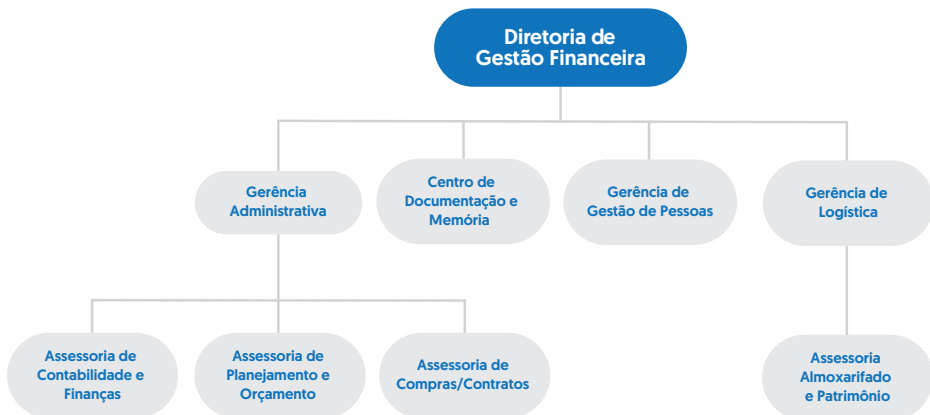 Diretoria de
Gestão Financeira
Gerência
Administrativa
Centro de
Documentação e
Memória
Gerência de
Gestão de Pessoas
Gerência de
Logística
Assessoria de
Contabilidade e
Finanças
Assessoria de
Planejamento e
Orçamento
Assessoria de
Compras/Contratos
Assessoria
Almoxarifado
e Patrimônio